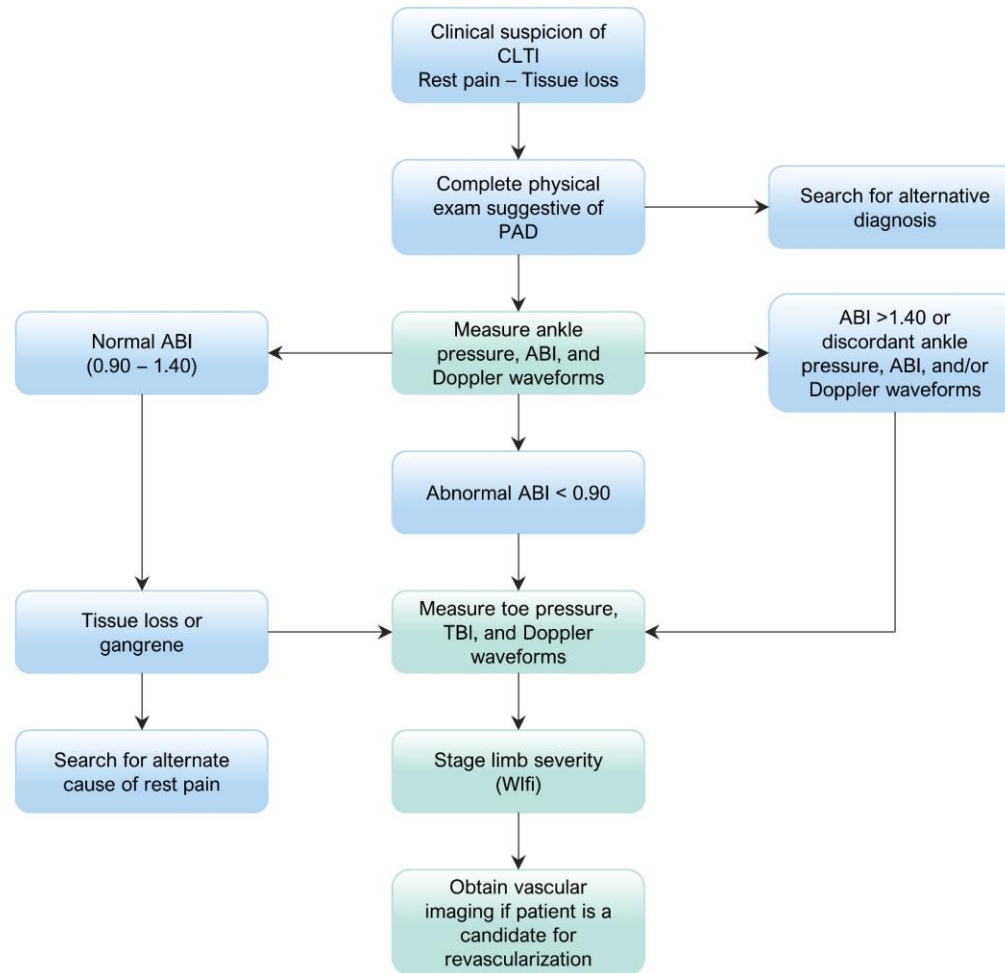 Clinical suspicion of
CLTI
Rest pain – Tissue loss
Complete physical
exam suggestive of
PAD
Search for alternative
diagnosis
Normal ABI
(0.90 – 1.40)
Measure ankle
pressure, ABI, and
Doppler waveforms
ABI >1.40 or
discordant ankle
pressure, ABI, and/or
Doppler waveforms
Abnormal ABI < 0.90
Tissue loss or
gangrene
Measure toe pressure,
TBI, and Doppler
waveforms
Search for alternate
cause of rest pain
Stage limb severity
(WIfi)
Obtain vascular
imaging if patient is a
candidate for
revascularization